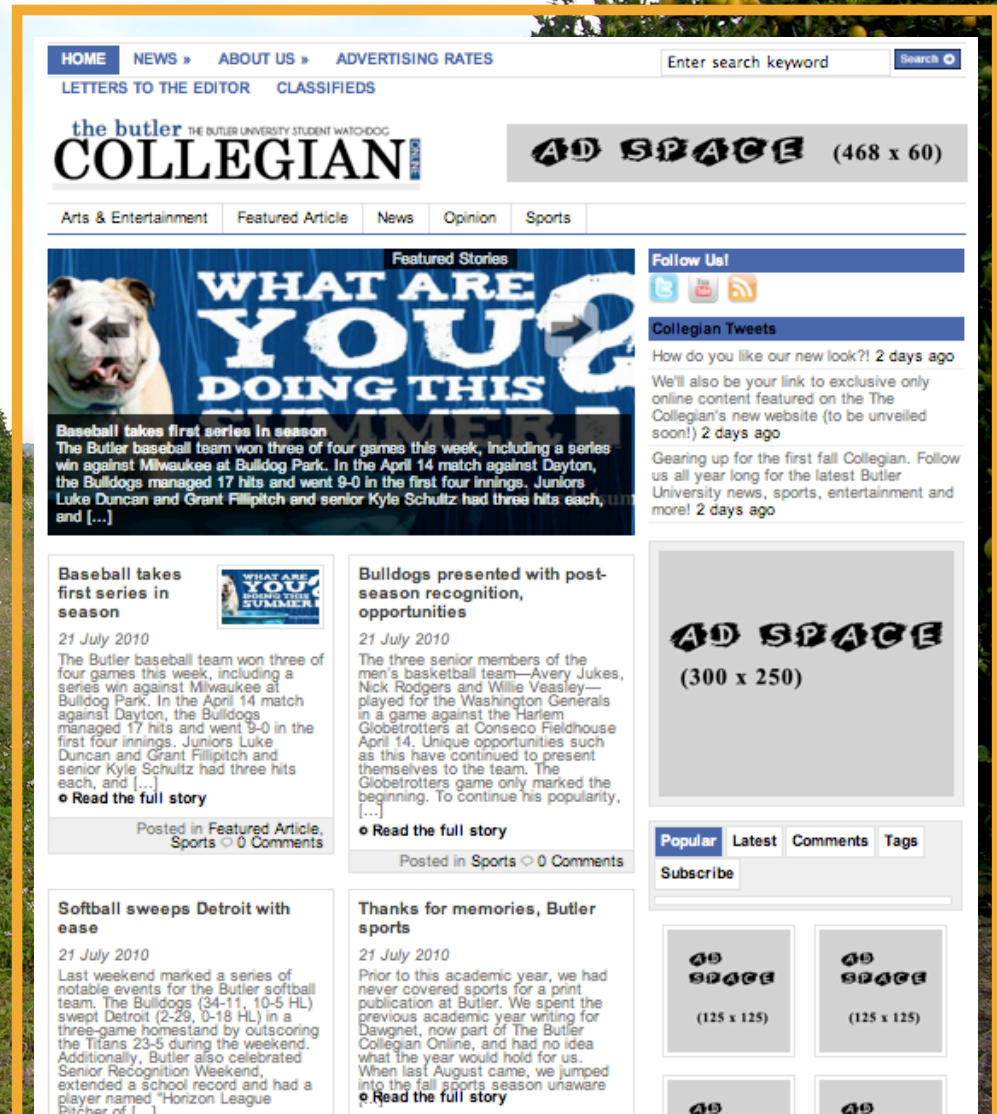 HOME NEWS » ABOUT US » ADVERTISING RATES
LETTERS TO THE EDITOR CLASSIFIEDS
Enter search keyword Search
the butler THE BUTLER UNIVERSITY STUDENT WATCHDOG
COLLEGIAN ONLINE
AD SPACE (468 x 60)
Arts & Entertainment Featured Article News Opinion Sports
Featured Stories
WHAT ARE
YOU?
DOING THIS
SUMMER
Baseball takes first series in season
The Butler baseball team won three of four games this week, including a series
win against Milwaukee at Bulldog Park. In the April 14 match against Dayton,
the Bulldogs managed 17 hits and went 9-0 in the first four innings. Juniors
Luke Duncan and Grant Fillipitch and senior Kyle Schultz had three hits each,
and [...]
Follow Us!
You
Collegian Tweets
How do you like our new look?! 2 days ago
We'll also be your link to exclusive only
online content featured on the The
Collegian's new website (to be unveiled
soon!) 2 days ago
Gearing up for the first fall Collegian. Follow
us all year long for the latest Butler
University news, sports, entertainment and
more! 2 days ago
Baseball takes
first series in
season
WHAT ARE
YOU?
DOING THIS
SUMMER
21 July 2010
The Butler baseball team won three of
four games this week, including a
series win against Milwaukee at
Bulldog Park. In the April 14 match
against Dayton, the Bulldogs
managed 17 hits and went 9-0 in the
first four innings. Juniors Luke
Duncan and Grant Fillipitch and
senior Kyle Schultz had three hits
each, and [...]
Read the full story
Posted in Featured Article,
Sports 0 Comments
Bulldogs presented with post-
season recognition,
opportunities
21 July 2010
The three senior members of the
men's basketball team—Avery Jukes,
Nick Rodgers and Willie Veasley—
played for the Washington Generals
in a game against the Harlem
Globetrotters at Conseco Fieldhouse
April 14. Unique opportunities such
as this have continued to present
themselves to the team. The
Globetrotters game only marked the
beginning. To continue his popularity,
[...]
Read the full story
Posted in Sports 0 Comments
AD SPACE
(300 x 250)
Popular Latest Comments Tags
Subscribe
Softball sweeps Detroit with
ease
21 July 2010
Last weekend marked a series of
notable events for the Butler softball
team. The Bulldogs (34-11, 10-5 HL)
swept Detroit (2-29, 0-18 HL) in a
three-game homestand by outscoring
the Titans 23-5 during the weekend.
Additionally, Butler also celebrated
Senior Recognition Weekend,
extended a school record and had a
player named "Horizon League
Pitcher of [...]
Thanks for memories, Butler
sports
21 July 2010
Prior to this academic year, we had
never covered sports for a print
publication at Butler. We spent the
previous academic year writing for
Dawgnet, now part of The Butler
Collegian Online, and had no idea
what the year would hold for us.
When last August came, we jumped
into the fall sports season unaware
Read the full story
AD
SPACE
(125 x 125)
AD
SPACE
(125 x 125)
AD
AD